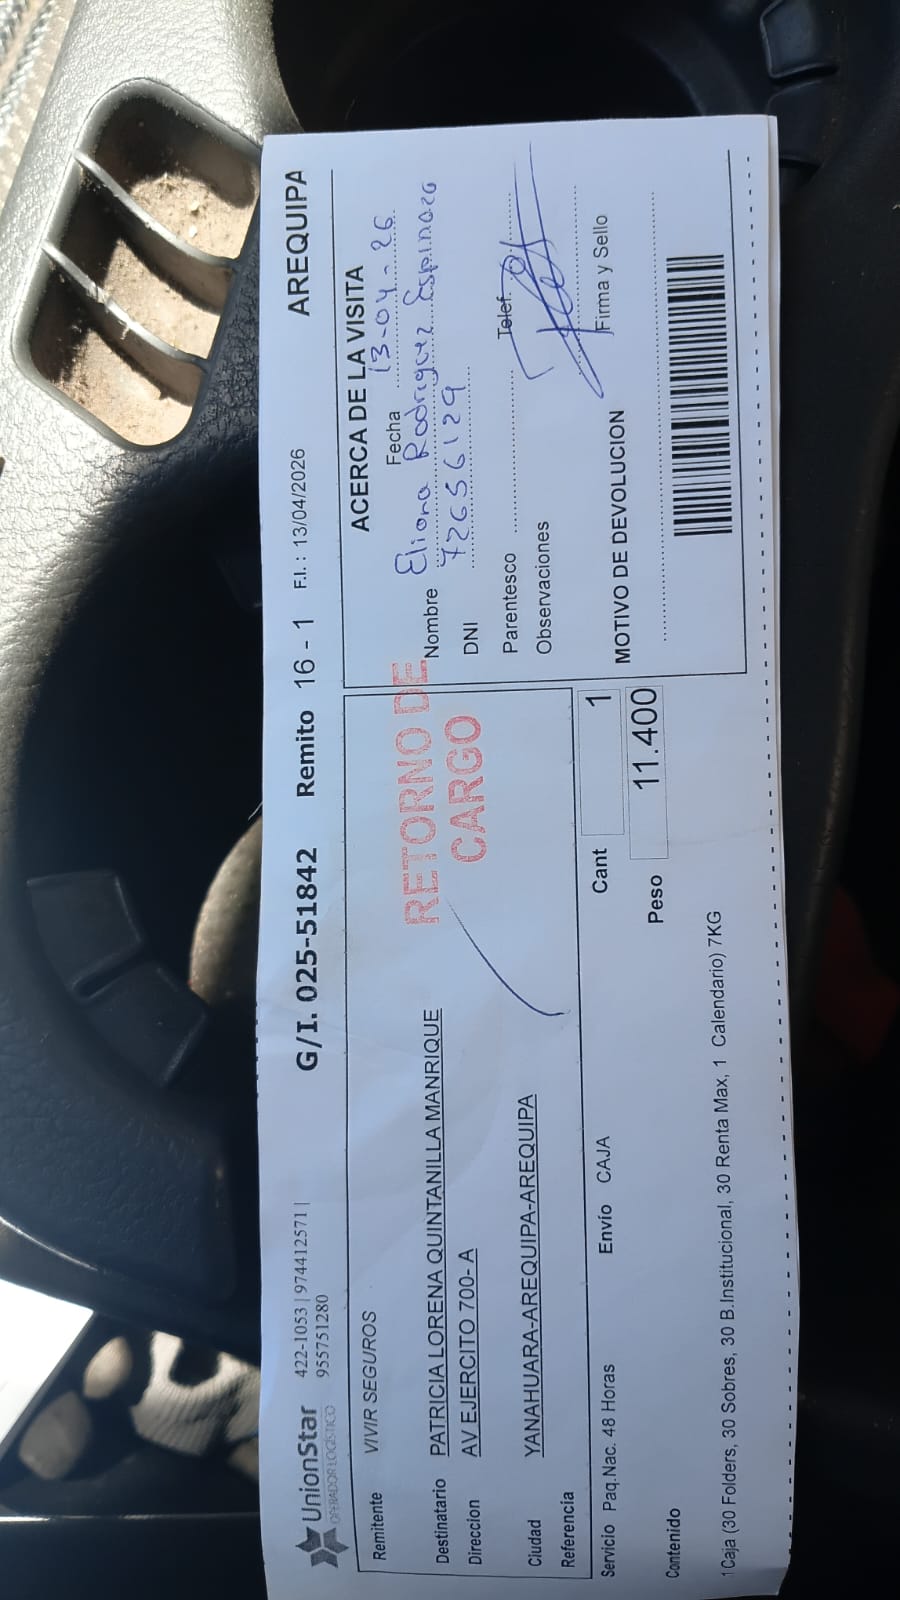 UnionStar
OPERADOR LOGÍSTICO
422-1053 | 974412571 |
955751280
G/I. 025-51842 Remito 16 - 1 F.I. : 13/04/2026 AREQUIPA
Remitente VIVIR SEGUROS
Destinatario PATRICIA LORENA QUINTANILLA MANRIQUE
Direccion AV EJERCITO 700- A
Ciudad YANAHUARA-AREQUIPA-AREQUIPA
Referencia
RETORNO DE
CARGO
Servicio Paq.Nac. 48 Horas Envío CAJA Cant 1
Peso 11.400
Contenido
1Caja (30 Folders, 30 Sobres, 30 B.Institucional, 30 Renta Max, 1 Calendario) 7KG
ACERCA DE LA VISITA
Fecha 13-04-26
Nombre Eliana Rodriguez Espinoza
DNI 72656129
Parentesco Telef.
Observaciones
Firma y Sello
MOTIVO DE DEVOLUCION